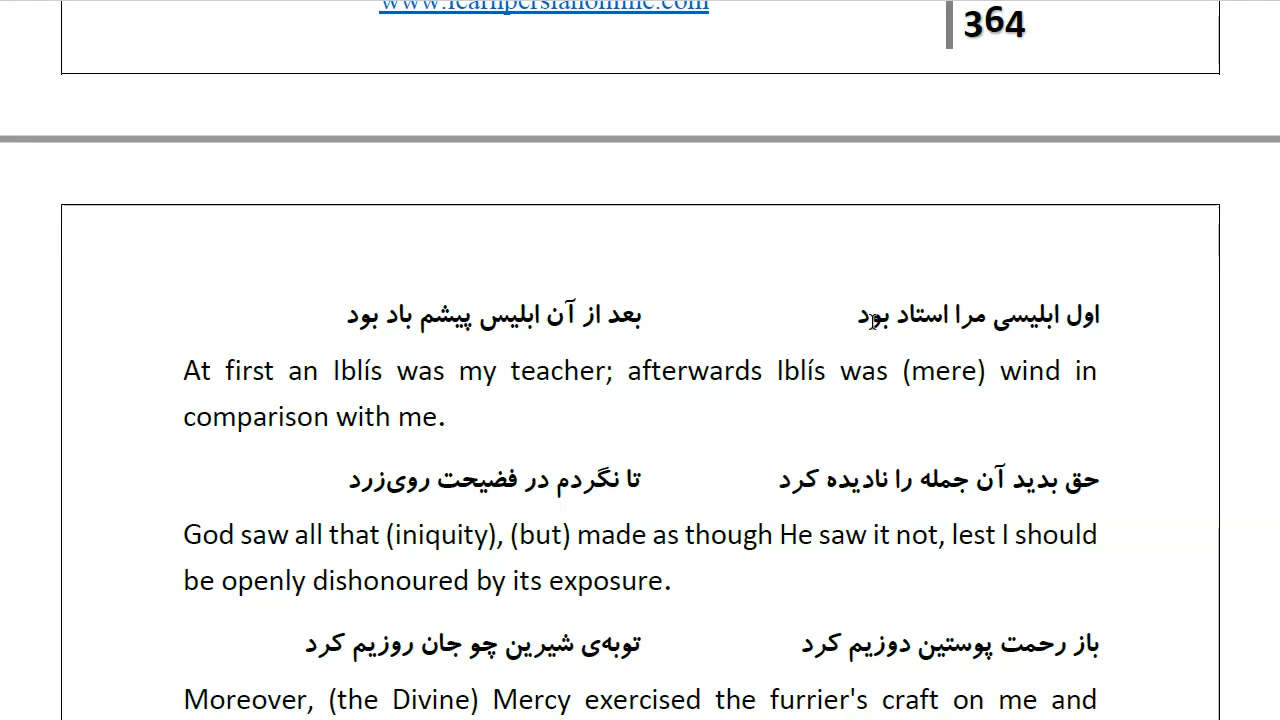 www.learnpersianonline.com
364
اول ابلیسی مرا استاد بود بعد از آن ابلیس پیشم باد بود
At first an Iblís was my teacher; afterwards Iblís was (mere) wind in
comparison with me.
حق بدید آن جمله را نادیده کرد تا نگردم در فضیحت روی‌زرد
God saw all that (iniquity), (but) made as though He saw it not, lest I should
be openly dishonoured by its exposure.
باز رحمت پوستین دوزیم کرد توبه‌ی شیرین چو جان روزیم کرد
Moreover, (the Divine) Mercy exercised the furrier's craft on me and